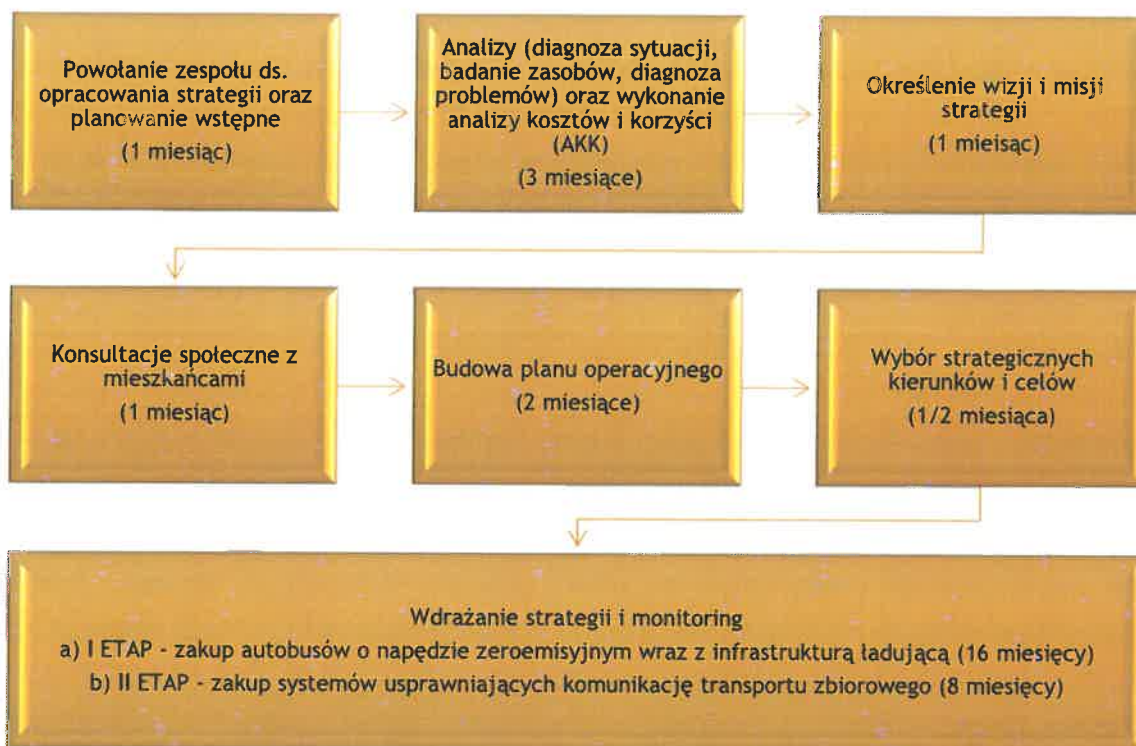 Powołanie zespołu ds.
opracowania strategii oraz
planowanie wstępne
(1 miesiąc)
Analizy (diagnoza sytuacji,
badanie zasobów, diagnoza
problemów) oraz wykonanie
analizy kosztów i korzyści
(AKK)
(3 miesiące)
Określenie wizji i misji
strategii
(1 mieisąc)
Konsultacje społeczne z
mieszkańcami
(1 miesiąc)
Budowa planu operacyjnego
(2 miesiące)
Wybór strategicznych
kierunków i celów
(1/2 miesiąca)
Wdrażanie strategii i monitoring
a) I ETAP - zakup autobusów o napędzie zeroemisyjnym wraz z infrastrukturą ładującą (16 miesięcy)
b) II ETAP - zakup systemów usprawniających komunikację transportu zbiorowego (8 miesięcy)